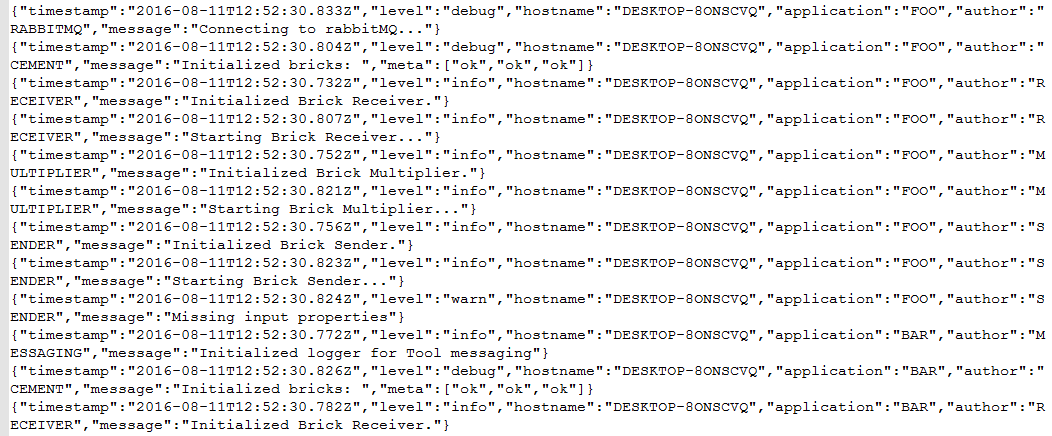 {"timestamp":"2016-08-11T12:52:30.833Z","level":"debug","hostname":"DESKTOP-8ONSCVQ","application":"FOO","author":"
RABBITMQ","message":"Connecting to rabbitMQ..."}
{"timestamp":"2016-08-11T12:52:30.804Z","level":"debug","hostname":"DESKTOP-8ONSCVQ","application":"FOO","author":"
CEMENT","message":"Initialized bricks: ","meta":["ok","ok","ok"]}
{"timestamp":"2016-08-11T12:52:30.732Z","level":"info","hostname":"DESKTOP-8ONSCVQ","application":"FOO","author":"R
ECEIVER","message":"Initialized Brick Receiver."}
{"timestamp":"2016-08-11T12:52:30.807Z","level":"info","hostname":"DESKTOP-8ONSCVQ","application":"FOO","author":"R
ECEIVER","message":"Starting Brick Receiver..."}
{"timestamp":"2016-08-11T12:52:30.752Z","level":"info","hostname":"DESKTOP-8ONSCVQ","application":"FOO","author":"M
ULTIPLIER","message":"Initialized Brick Multiplier."}
{"timestamp":"2016-08-11T12:52:30.821Z","level":"info","hostname":"DESKTOP-8ONSCVQ","application":"FOO","author":"M
ULTIPLIER","message":"Starting Brick Multiplier..."}
{"timestamp":"2016-08-11T12:52:30.756Z","level":"info","hostname":"DESKTOP-8ONSCVQ","application":"FOO","author":"S
ENDER","message":"Initialized Brick Sender."}
{"timestamp":"2016-08-11T12:52:30.823Z","level":"info","hostname":"DESKTOP-8ONSCVQ","application":"FOO","author":"S
ENDER","message":"Starting Brick Sender..."}
{"timestamp":"2016-08-11T12:52:30.824Z","level":"warn","hostname":"DESKTOP-8ONSCVQ","application":"FOO","author":"S
ENDER","message":"Missing input properties"}
{"timestamp":"2016-08-11T12:52:30.772Z","level":"info","hostname":"DESKTOP-8ONSCVQ","application":"BAR","author":"M
ESSAGING","message":"Initialized logger for Tool messaging"}
{"timestamp":"2016-08-11T12:52:30.826Z","level":"debug","hostname":"DESKTOP-8ONSCVQ","application":"BAR","author":"
CEMENT","message":"Initialized bricks: ","meta":["ok","ok","ok"]}
{"timestamp":"2016-08-11T12:52:30.782Z","level":"info","hostname":"DESKTOP-8ONSCVQ","application":"BAR","author":"R
ECEIVER","message":"Initialized Brick Receiver."}